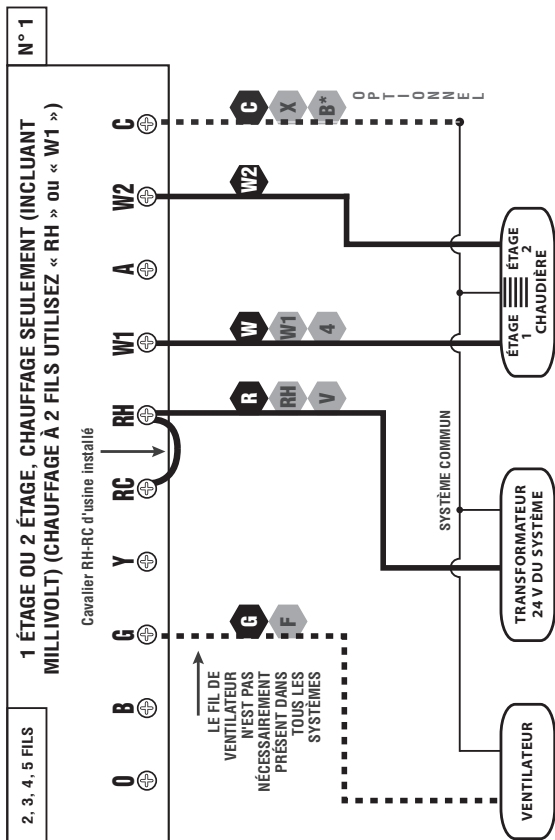 2, 3, 4, 5 FILS
1 ÉTAGE OU 2 ÉTAGE, CHAUFFAGE SEULEMENT (INCLUANT
MILLIVOLT) (CHAUFFAGE À 2 FILS UTILISEZ « RH » ou « W1 »)
N° 1
Cavalier RH-RC d'usine installé
O B G Y RC RH W1 A W2 C
LE FIL DE
VENTILATEUR
N'EST PAS
NÉCESSAIREMENT
PRÉSENT DANS
TOUS LES
SYSTÈMES
G
F
R
RH
V
W
W1
4
W2
C
X
B*
OPTIONNEL
SYSTÈME COMMUN
VENTILATEUR
TRANSFORMATEUR
24 V DU SYSTÈME
ÉTAGE
1
ÉTAGE
2
CHAUDIÈRE